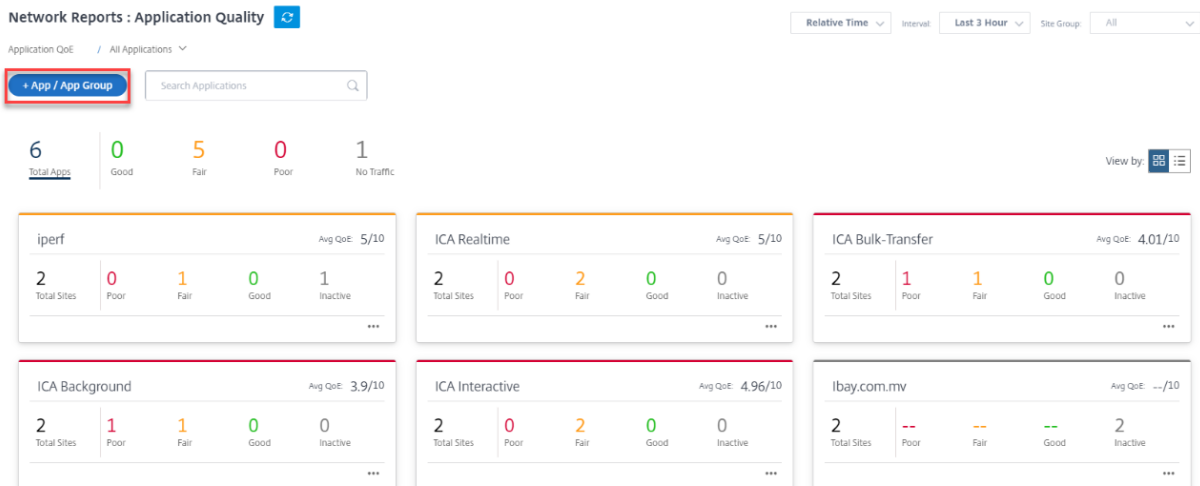 Network Reports : Application Quality
Relative Time Interval: Last 3 Hour Site Group: All
Application QoE / All Applications
+ App / App Group Search Applications
6 0 5 0 1
Total Apps Good Fair Poor No Traffic
View by:
iperf Avg QoE: 5/10
2 0 1 0 1
Total Sites Poor Fair Good Inactive
...
ICA Realtime Avg QoE: 5/10
2 0 2 0 0
Total Sites Poor Fair Good Inactive
...
ICA Bulk-Transfer Avg QoE: 4.01/10
2 1 1 0 0
Total Sites Poor Fair Good Inactive
...
ICA Background Avg QoE: 3.9/10
2 1 1 0 0
Total Sites Poor Fair Good Inactive
...
ICA Interactive Avg QoE: 4.96/10
2 0 2 0 0
Total Sites Poor Fair Good Inactive
...
Ibay.com.mv Avg QoE: --/10
2 -- -- -- 2
Total Sites Poor Fair Good Inactive
...